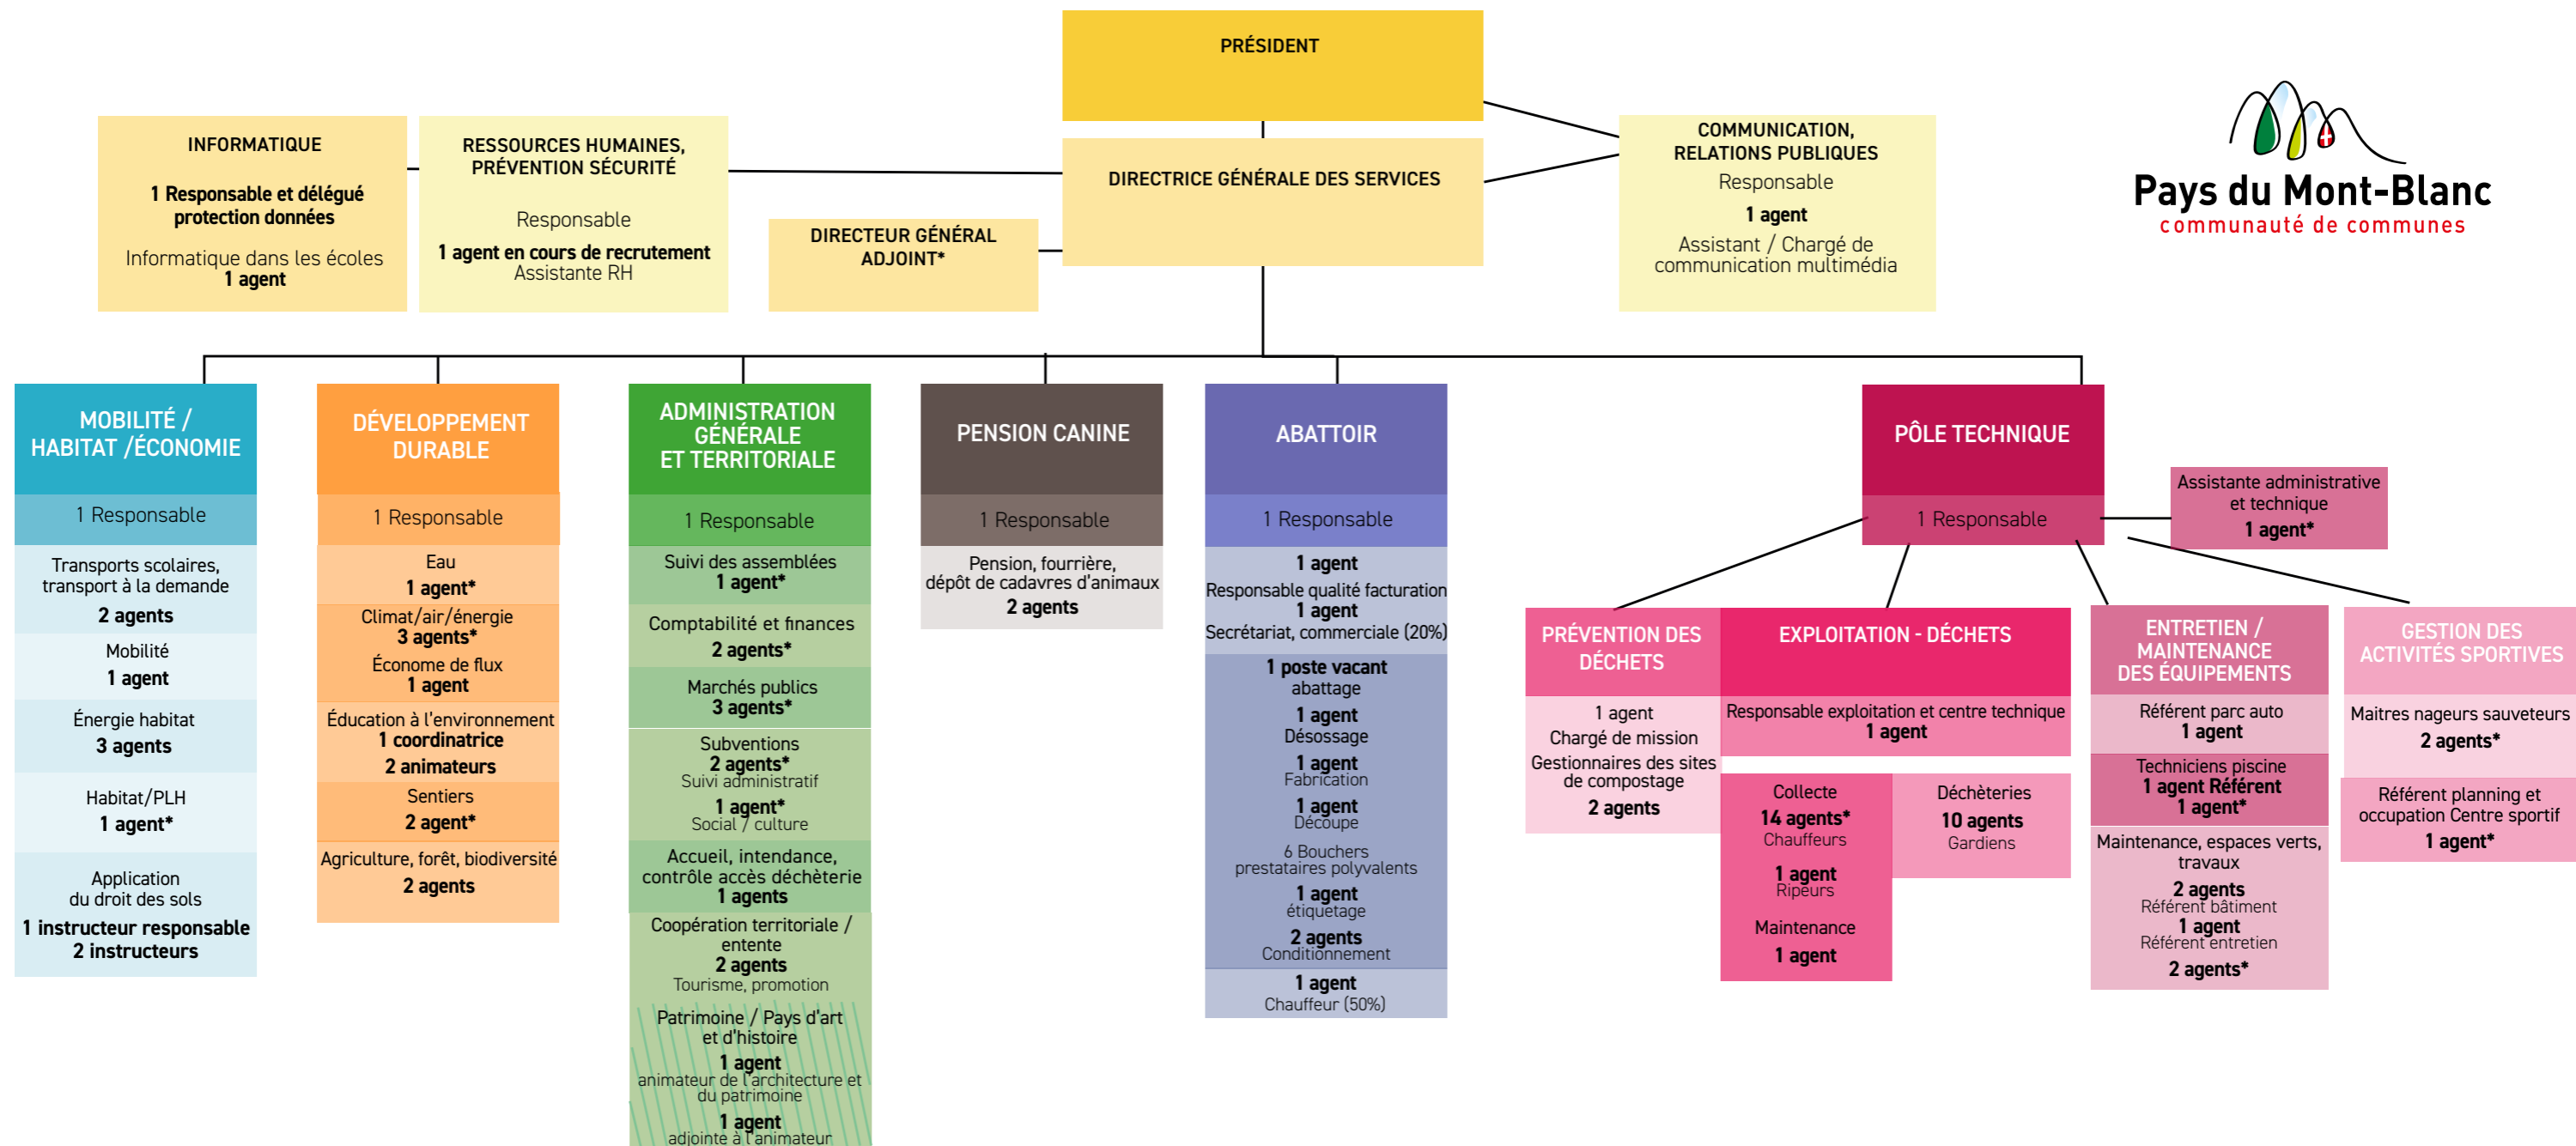 PRÉSIDENT
INFORMATIQUE
1 Responsable et délégué
protection données
Informatique dans les écoles
1 agent
RESSOURCES HUMAINES,
PRÉVENTION SÉCURITÉ
Responsable
1 agent en cours de recrutement
Assistante RH
DIRECTEUR GÉNÉRAL
ADJOINT*
DIRECTRICE GÉNÉRALE DES SERVICES
COMMUNICATION,
RELATIONS PUBLIQUES
Responsable
1 agent
Assistant / Chargé de
communication multimédia
Pays du Mont-Blanc
communauté de communes
MOBILITÉ /
HABITAT /ÉCONOMIE
1 Responsable
Transports scolaires,
transport à la demande
2 agents
Mobilité
1 agent
Énergie habitat
3 agents
Habitat/PLH
1 agent*
Application
du droit des sols
1 instructeur responsable
2 instructeurs
DÉVELOPPEMENT
DURABLE
1 Responsable
Eau
1 agent*
Climat/air/énergie
3 agents*
Économe de flux
1 agent
Éducation à l'environnement
1 coordinatrice
2 animateurs
Sentiers
2 agent*
Agriculture, forêt, biodiversité
2 agents
ADMINISTRATION
GÉNÉRALE
ET TERRITORIALE
1 Responsable
Suivi des assemblées
1 agent*
Comptabilité et finances
2 agents*
Marchés publics
3 agents*
Subventions
2 agents*
Suivi administratif
1 agent*
Social / culture
Accueil, intendance,
contrôle accès déchèterie
1 agents
Coopération territoriale /
entente
2 agents
Tourisme, promotion
Patrimoine / Pays d'art
et d'histoire
1 agent
animateur de l'architecture et
du patrimoine
1 agent
adjointe à l'animateur
PENSION CANINE
1 Responsable
Pension, fourrière,
dépôt de cadavres d'animaux
2 agents
ABATTOIR
1 Responsable
1 agent
Responsable qualité facturation
1 agent
Secrétariat, commerciale (20%)
1 poste vacant
abattage
1 agent
Désossage
1 agent
Fabrication
1 agent
Découpe
6 Bouchers
prestataires polyvalents
1 agent
étiquetage
2 agents
Conditionnement
1 agent
Chauffeur (50%)
PÔLE TECHNIQUE
1 Responsable
Assistante administrative
et technique
1 agent*
PRÉVENTION DES
DÉCHETS
1 agent
Chargé de mission
Gestionnaires des sites
de compostage
2 agents
EXPLOITATION - DÉCHETS
Responsable exploitation et centre technique
1 agent
Collecte
14 agents*
Chauffeurs
1 agent
Ripeurs
Maintenance
1 agent
Déchèteries
10 agents
Gardiens
ENTRETIEN /
MAINTENANCE
DES ÉQUIPEMENTS
Référent parc auto
1 agent
Techniciens piscine
1 agent Référent
1 agent*
Maintenance, espaces verts,
travaux
2 agents
Référent bâtiment
1 agent
Référent entretien
2 agents*
GESTION DES
ACTIVITÉS SPORTIVES
Maitres nageurs sauveteurs
2 agents*
Référent planning et
occupation Centre sportif
1 agent*